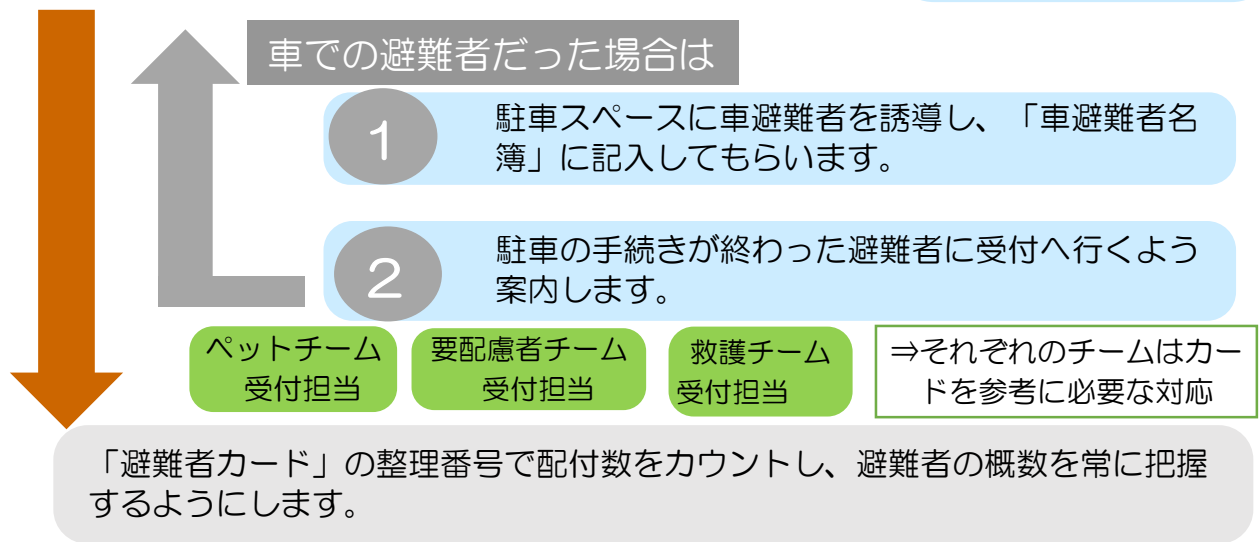 車での避難者だった場合は
1
駐車スペースに車避難者を誘導し、「車避難者名
簿」に記入してもらいます。
2
駐車の手続きが終わった避難者に受付へ行くよう
案内します。
ペットチーム
受付担当
要配慮者チーム
受付担当
救護チーム
受付担当
⇒それぞれのチームはカー
ドを参考に必要な対応
「避難者カード」の整理番号で配付数をカウントし、避難者の概数を常に把握
するようにします。